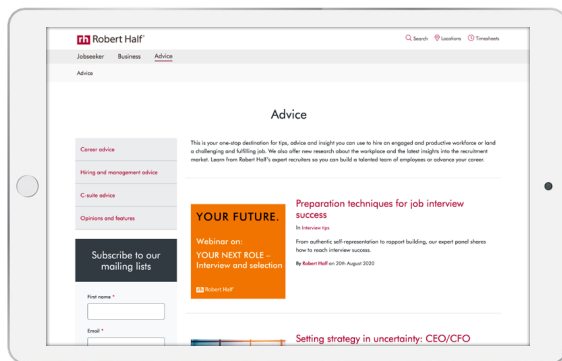 rh Robert Half®
Search Locations Timesheets
Jobseeker Business Advice
Advice
Advice
This is your one-stop destination for tips, advice and insight you can use to hire an engaged and productive workforce or land
a challenging and fulfilling job. We also offer new research about the workplace and the latest insights into the recruitment
market. Learn from Robert Half's expert recruiters so you can build a talented team of employees or advance your career.
Career advice
Hiring and management advice
C-suite advice
Opinions and features
Subscribe to our
mailing lists
First name *
Email *
YOUR FUTURE.
Webinar on:
YOUR NEXT ROLE –
Interview and selection
rh Robert Half®
Preparation techniques for job interview
success
In Interview tips
From authentic self-representation to rapport building, our expert panel shares
how to reach interview success.
By Robert Half on 20th August 2020
Setting strategy in uncertainty: CEO/CFO